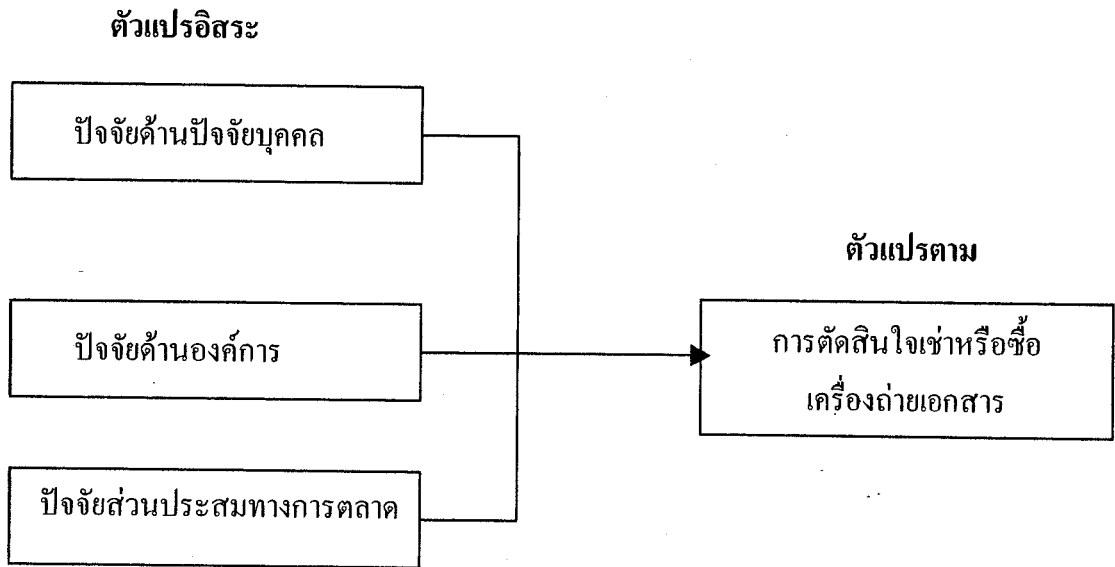 ตัวแปรอิสระ
ปัจจัยด้านปัจจัยบุคคล
ปัจจัยด้านองค์การ
ปัจจัยส่วนประสมทางการตลาด
ตัวแปรตาม
การตัดสินใจเช่าหรือซื้อ
เครื่องถ่ายเอกสาร